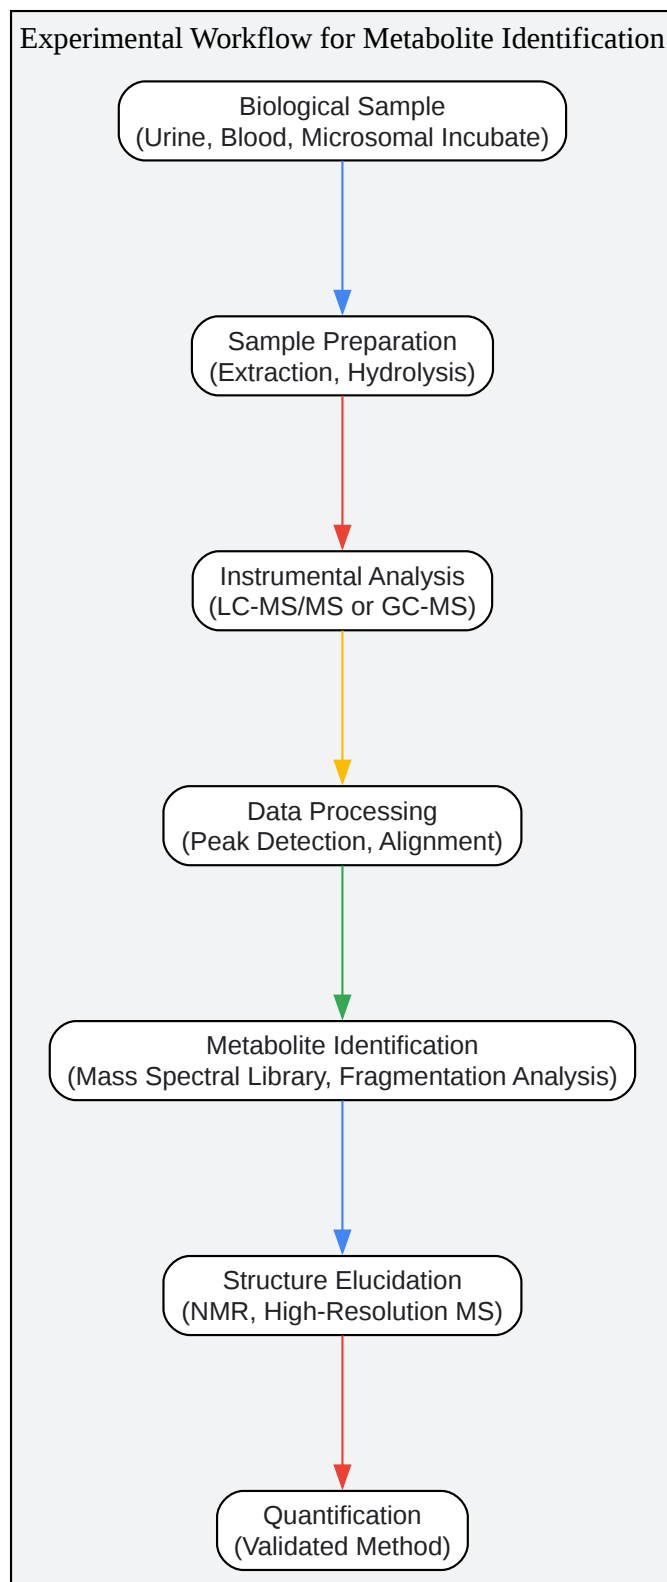 Experimental Workflow for Metabolite Identification
Biological Sample
(Urine, Blood, Microsomal Incubate)
Sample Preparation
(Extraction, Hydrolysis)
Instrumental Analysis
(LC-MS/MS or GC-MS)
Data Processing
(Peak Detection, Alignment)
Metabolite Identification
(Mass Spectral Library, Fragmentation Analysis)
Structure Elucidation
(NMR, High-Resolution MS)
Quantification
(Validated Method)